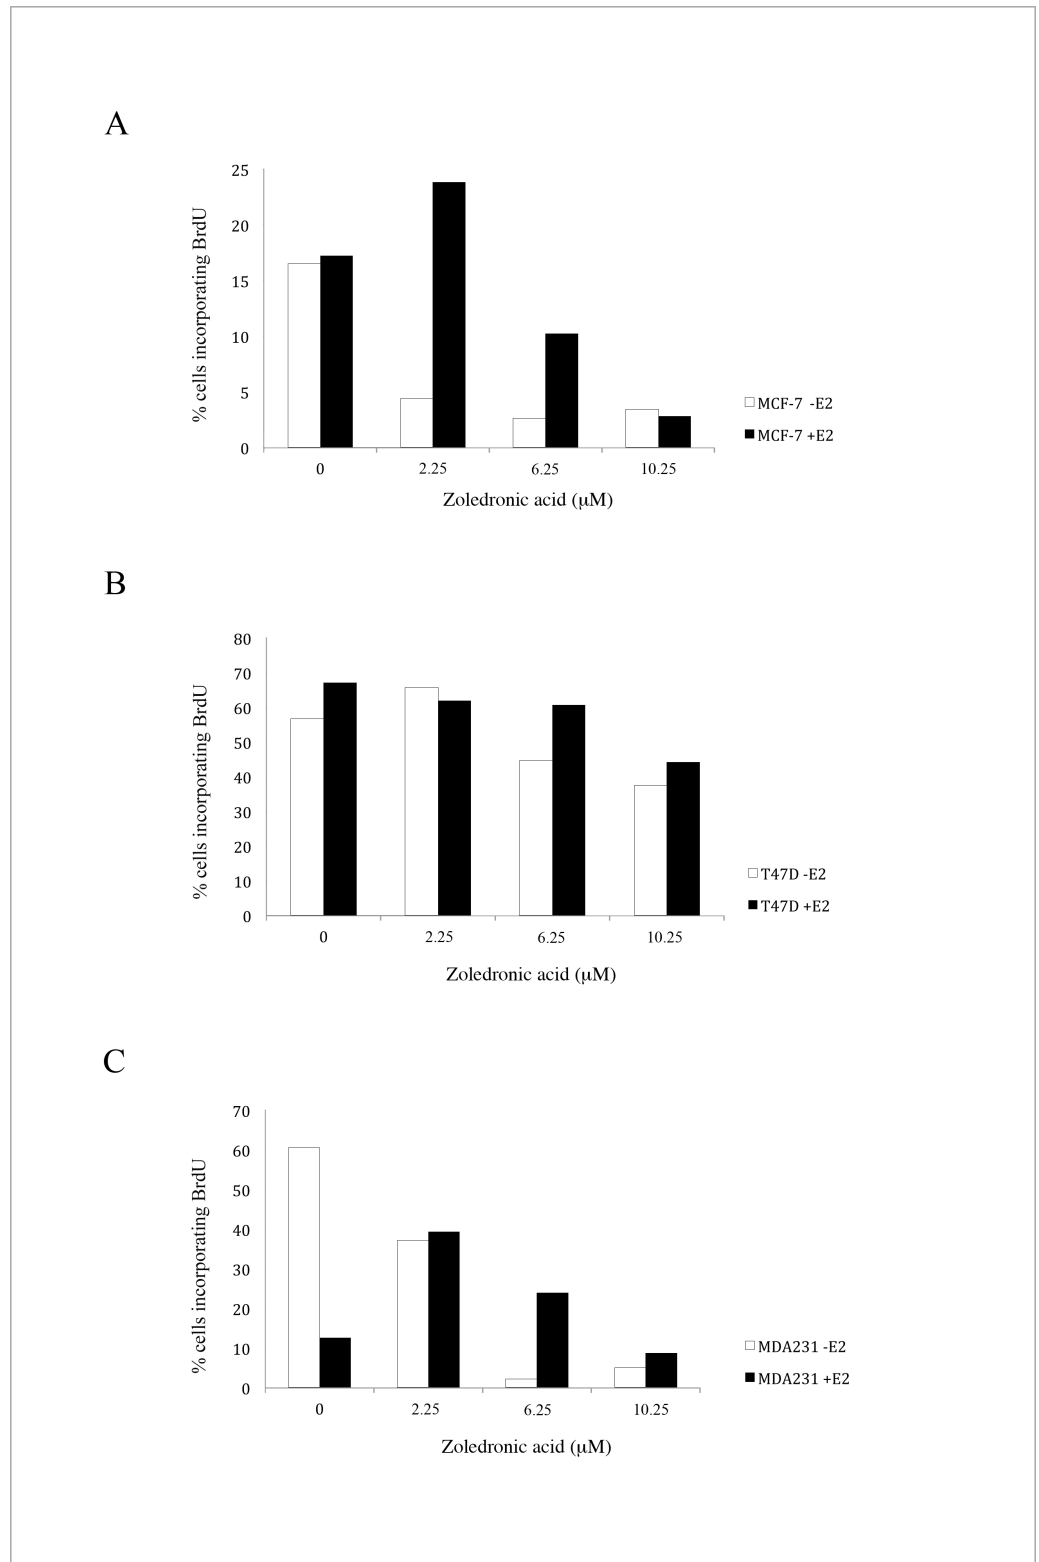 A
% cells incorporating BrdU
25
20
15
10
5
0
0 2.25 6.25 10.25
Zoledronic acid (µM)
MCF-7 -E2
MCF-7 +E2
B
% cells incorporating BrdU
80
70
60
50
40
30
20
10
0
0 2.25 6.25 10.25
Zoledronic acid (µM)
T47D -E2
T47D +E2
C
% cells incorporating BrdU
70
60
50
40
30
20
10
0
0 2.25 6.25 10.25
Zoledronic acid (µM)
MDA231 -E2
MDA231 +E2